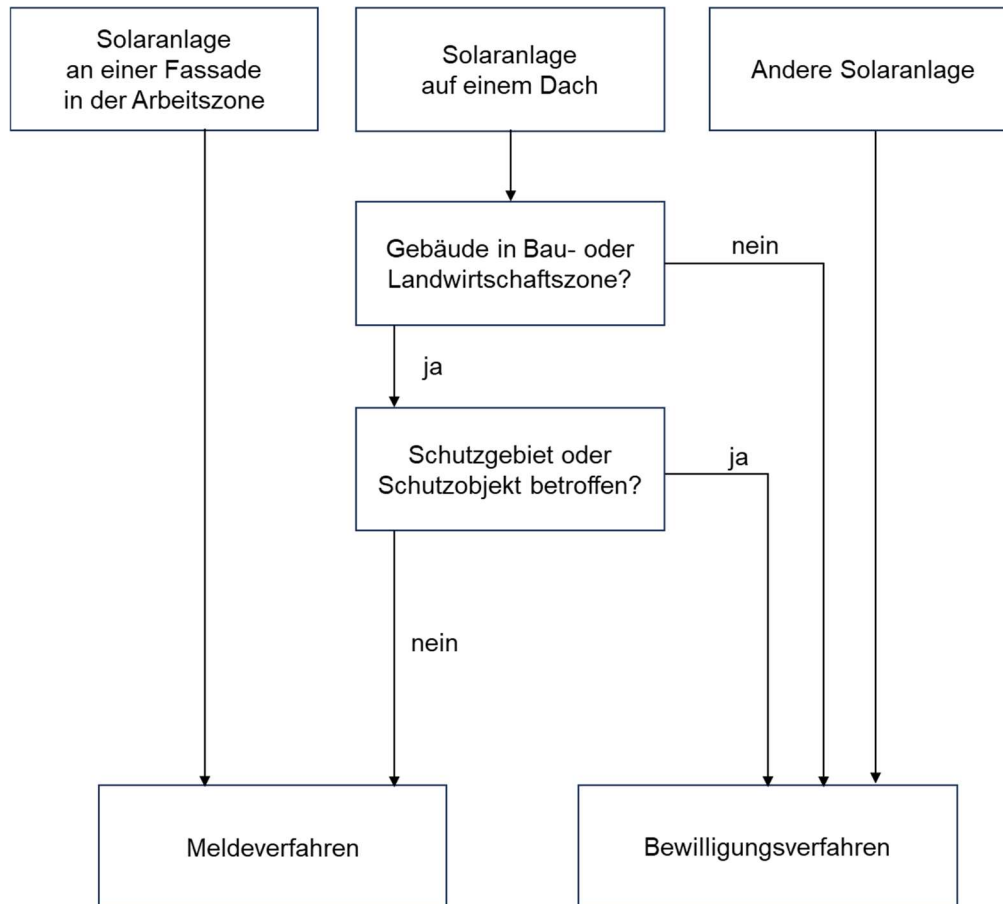 Solaranlage
an einer Fassade
in der Arbeitszone
Solaranlage
auf einem Dach
Andere Solaranlage
Gebäude in Bau- oder
Landwirtschaftszone?
nein
ja
Schutzgebiet oder
Schutzobjekt betroffen?
ja
nein
Meldeverfahren
Bewilligungsverfahren